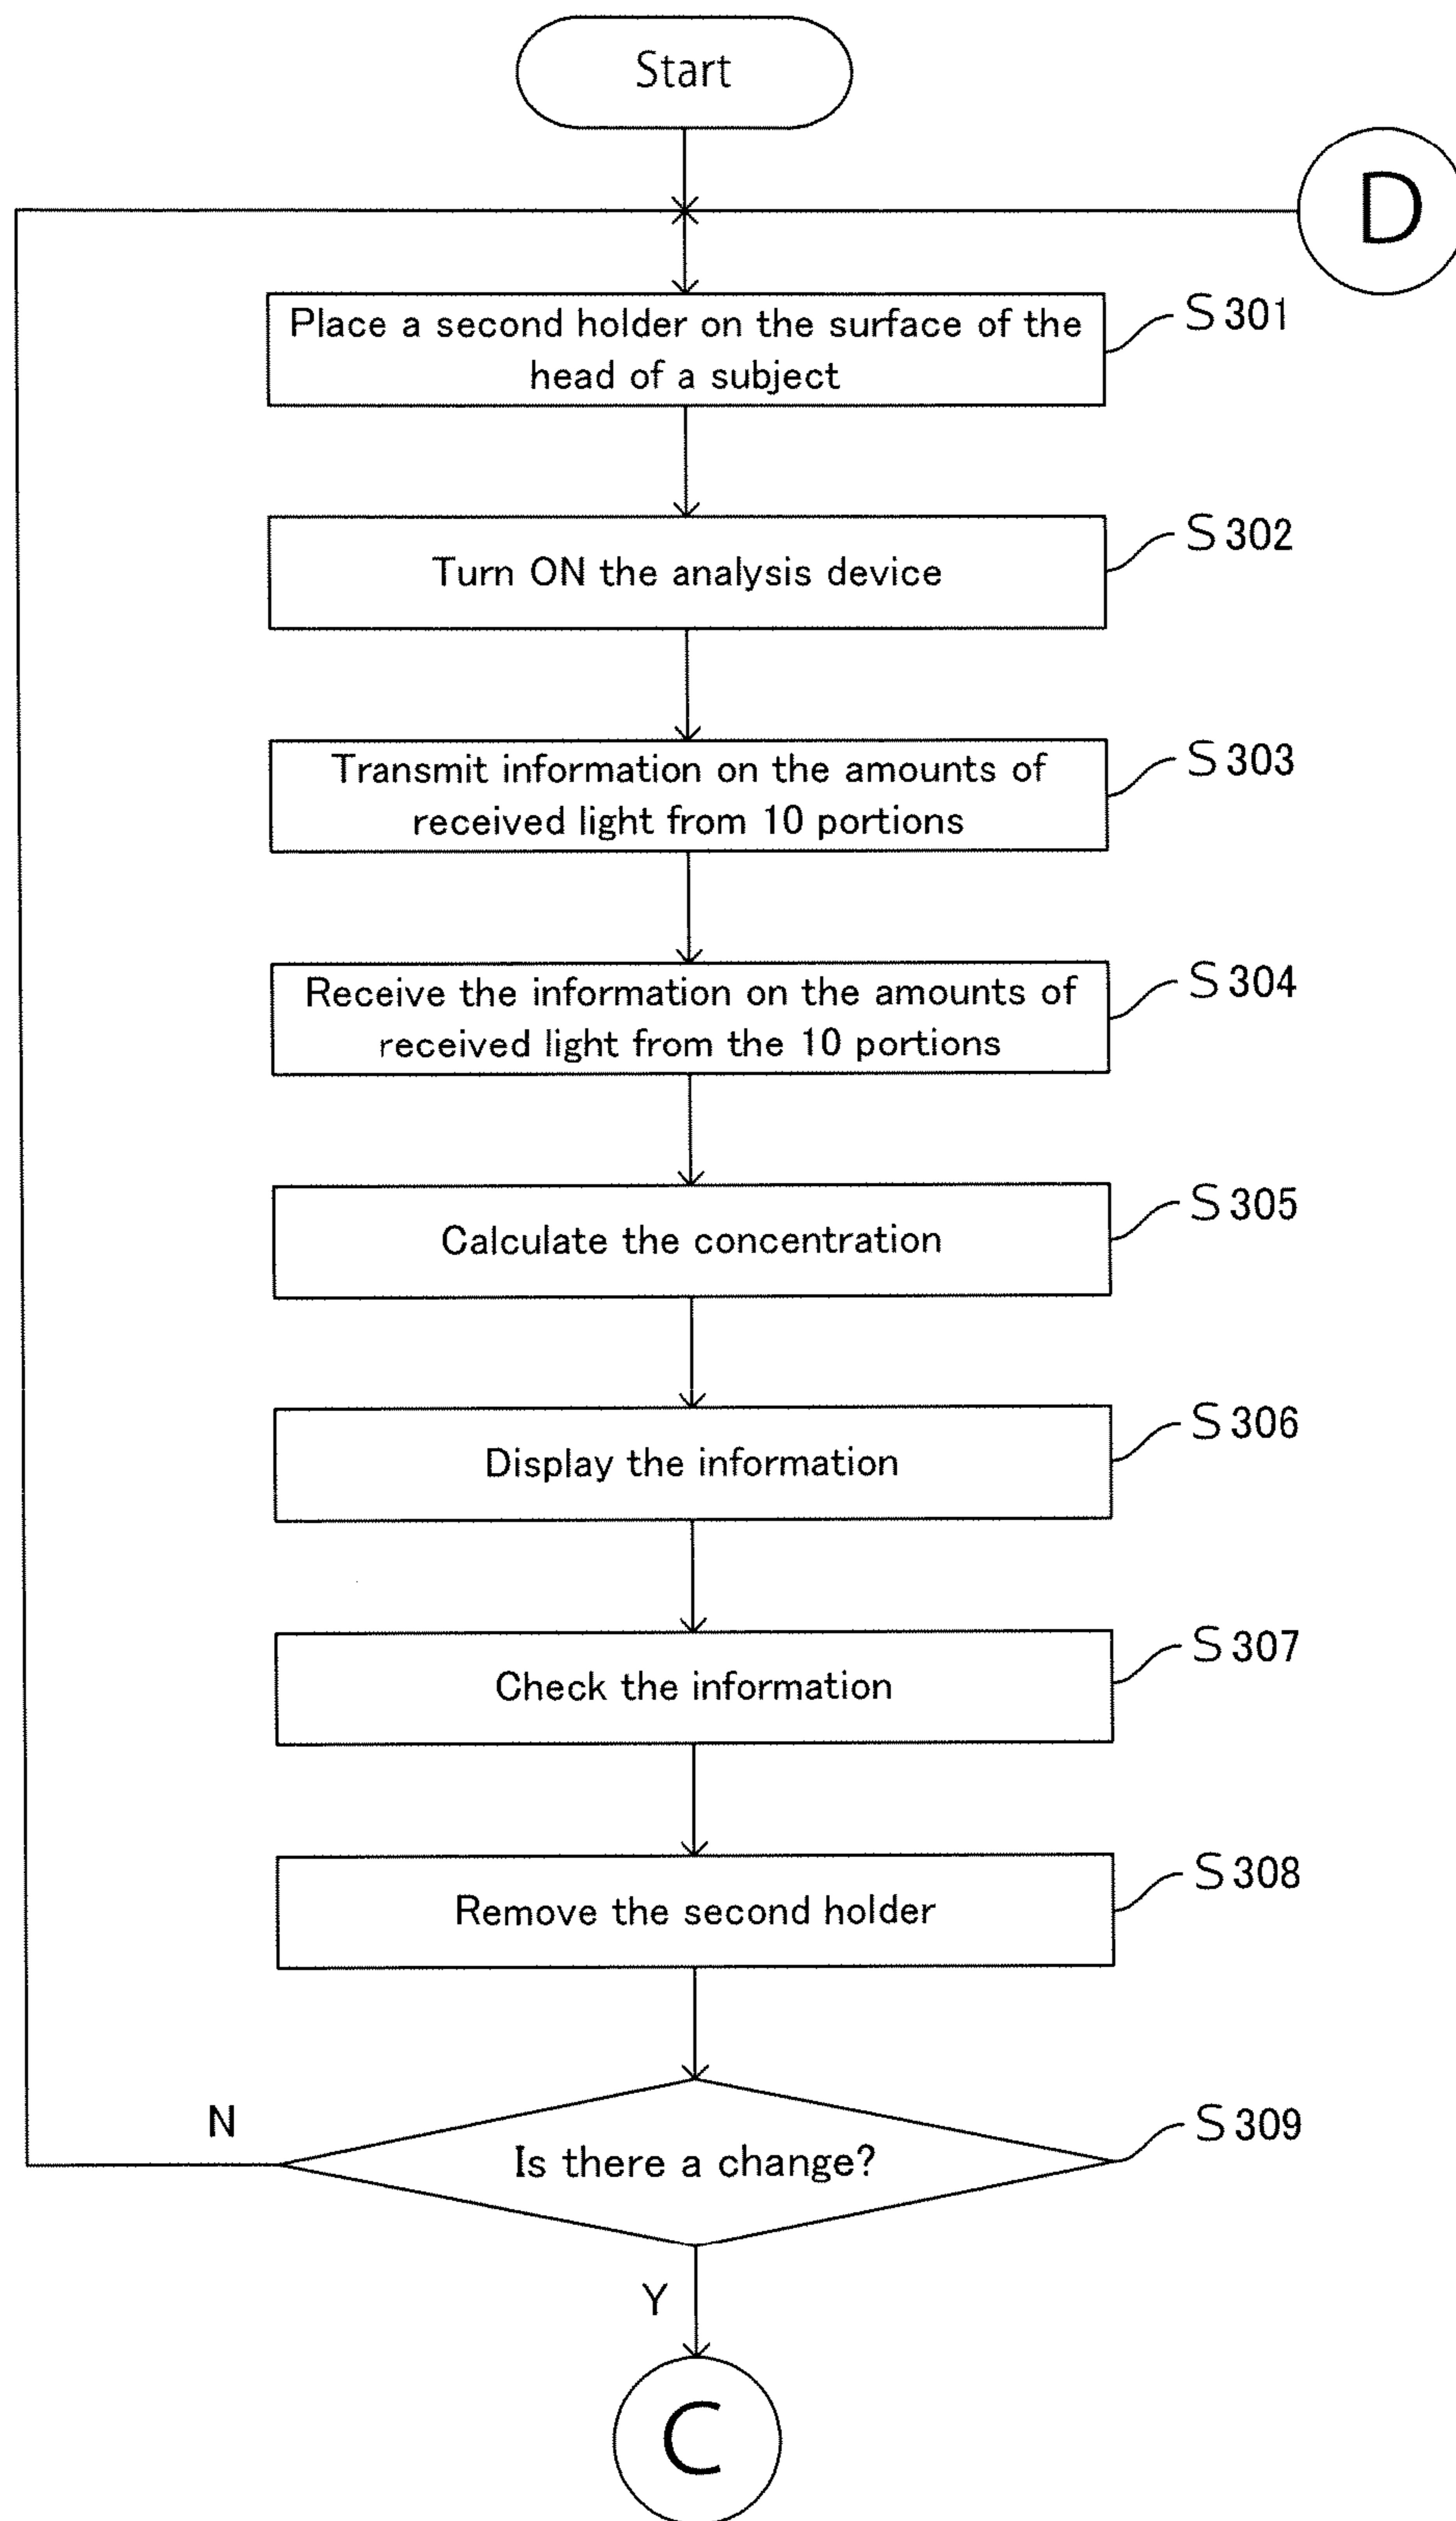 Start
D
Place a second holder on the surface of the
head of a subject
S301
Turn ON the analysis device
S302
Transmit information on the amounts of
received light from 10 portions
S303
Receive the information on the amounts of
received light from the 10 portions
S304
Calculate the concentration
S305
Display the information
S306
Check the information
S307
Remove the second holder
S308
N
Is there a change?
S309
Y
C